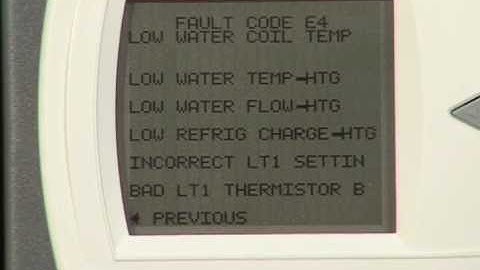 FAULT CODE E4
LOW WATER COIL TEMP
LOW WATER TEMP-HTG
LOW WATER FLOW-HTG
LOW REFRIG CHARGE-HTG
INCORRECT LT1 SETTIN
BAD LT1 THERMISTOR B
◄ PREVIOUS